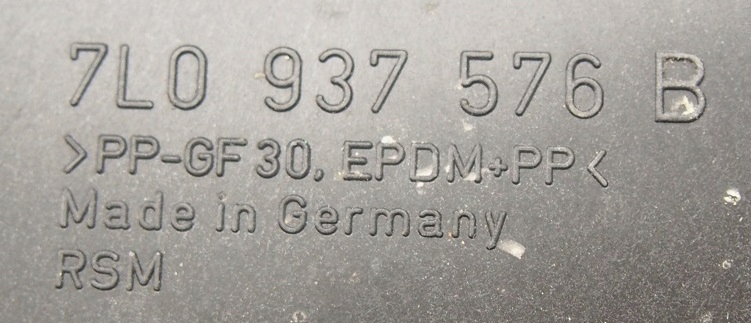 7L0 937 576 B
>PP-GF30, EPDM+PP<
Made in Germany
RSM